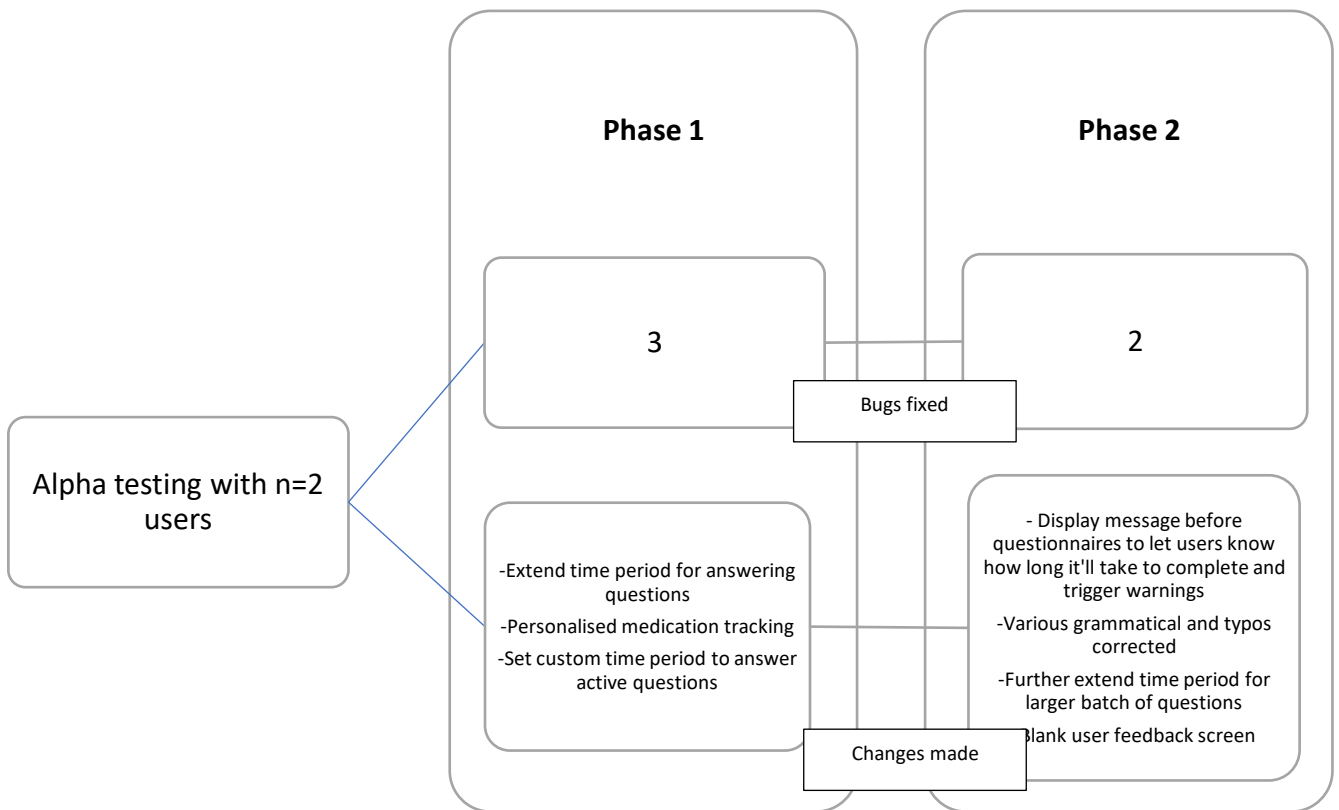 Phase 1
Phase 2
3
2
Bugs fixed
Alpha testing with n=2
users
-Extend time period for answering
questions
-Personalised medication tracking
-Set custom time period to answer
active questions
- Display message before
questionnaires to let users know
how long it'll take to complete and
trigger warnings
-Various grammatical and typos
corrected
-Further extend time period for
larger batch of questions
Blank user feedback screen
Changes made